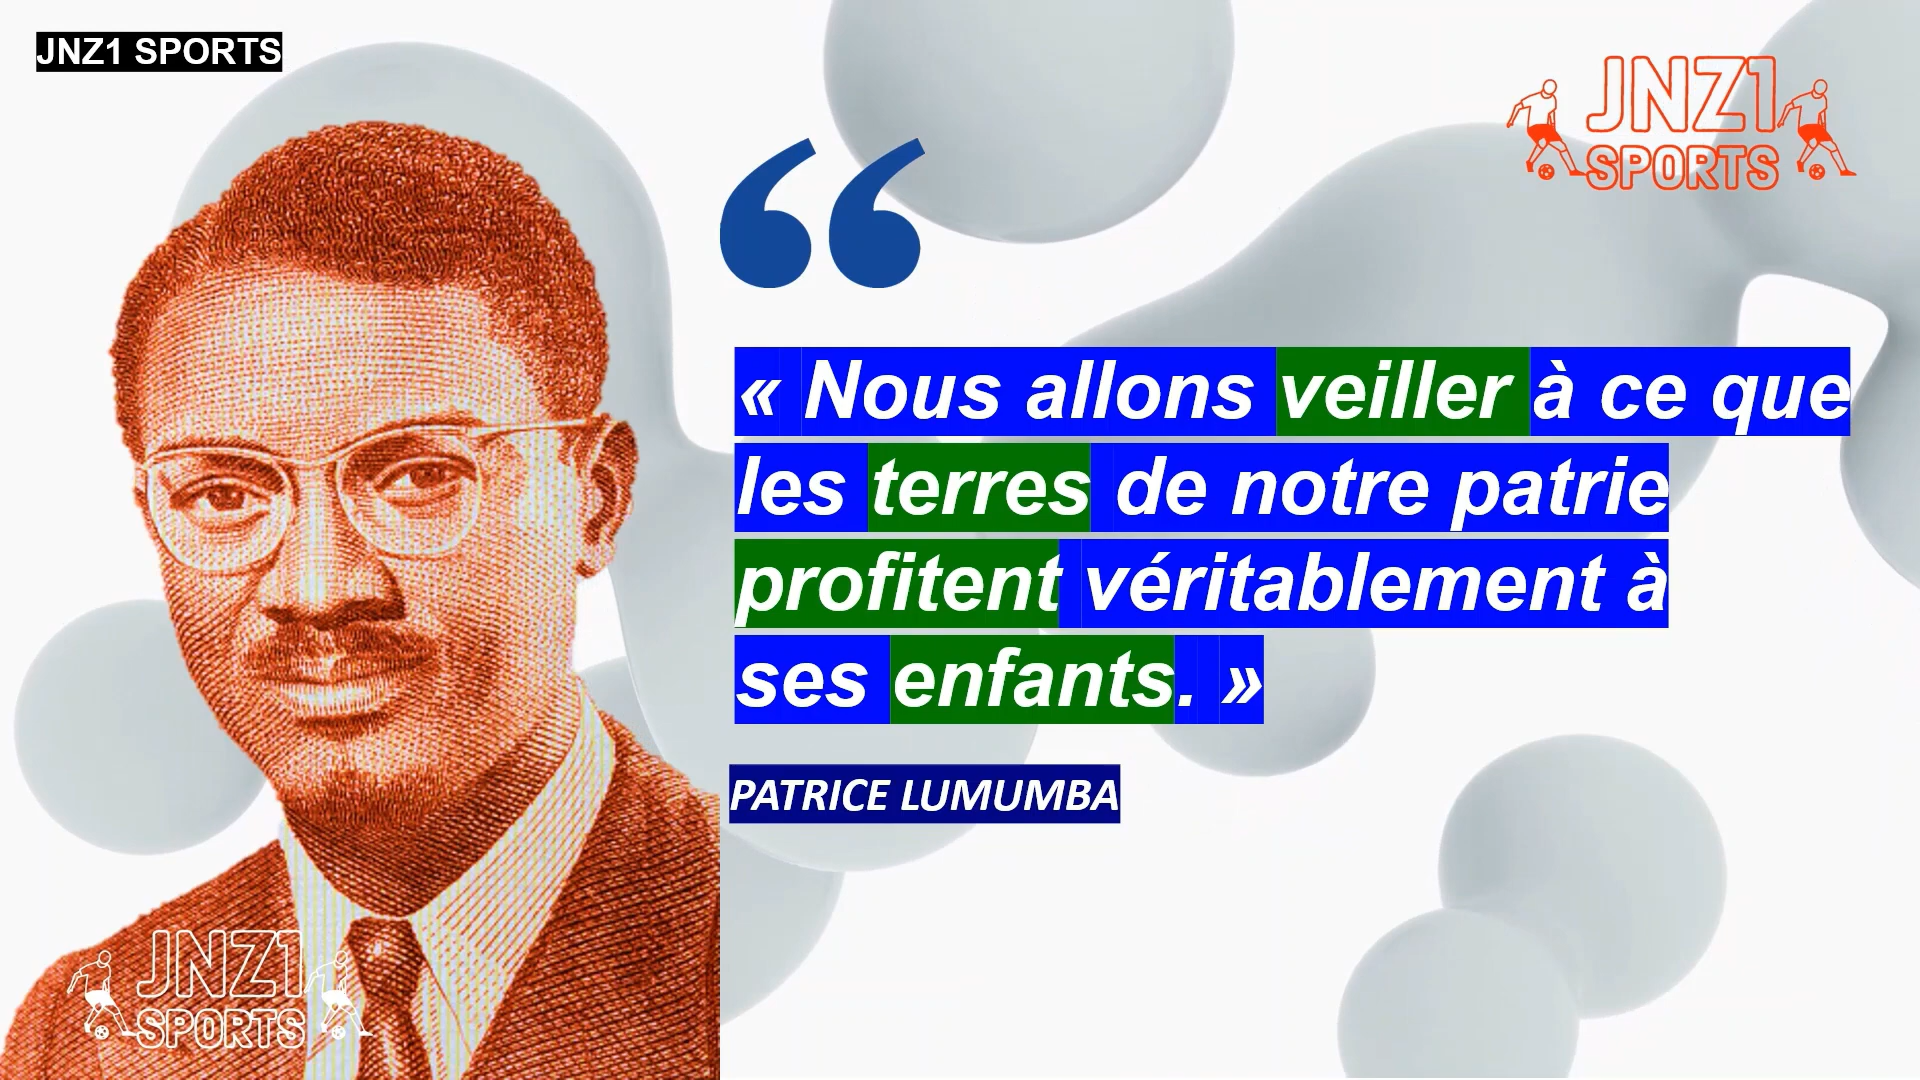 JNZ1 SPORTS
JNZ1
SPORTS
« Nous allons veiller à ce que
les terres de notre patrie
profitent véritablement à
ses enfants. »
PATRICE LUMUMBA
JNZ1
SPORTS